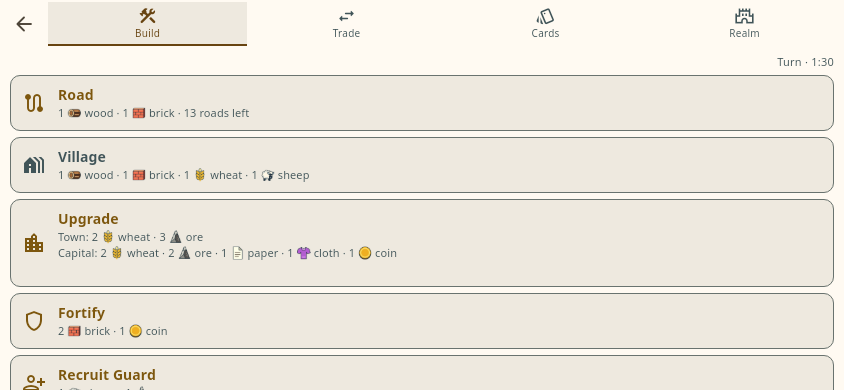 Build
Trade
Cards
Realm
Turn · 1:30
Road
1 wood · 1 brick · 13 roads left
Village
1 wood · 1 brick · 1 wheat · 1 sheep
Upgrade
Town: 2 wheat · 3 ore
Capital: 2 wheat · 2 ore · 1 paper · 1 cloth · 1 coin
Fortify
2 brick · 1 coin
Recruit Guard